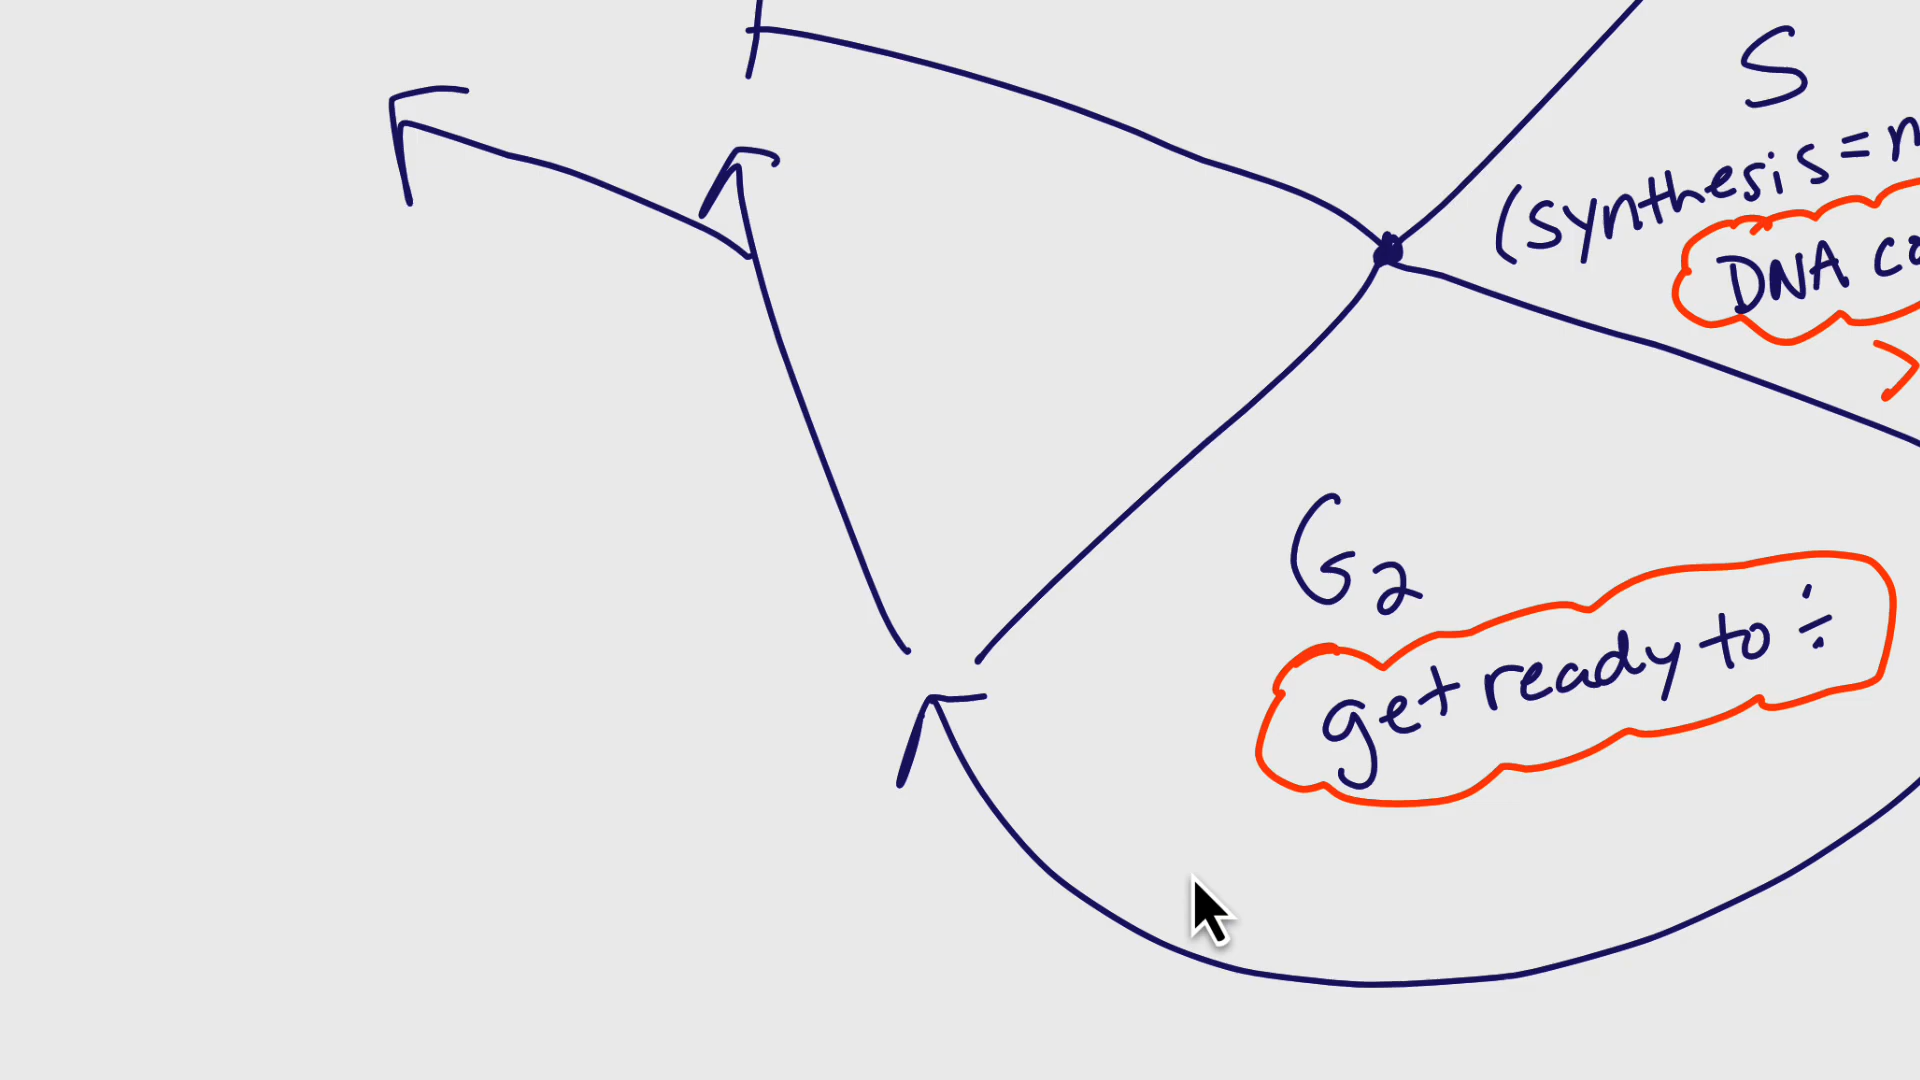 S
(synthesis =
DNA
G2
get ready to ÷